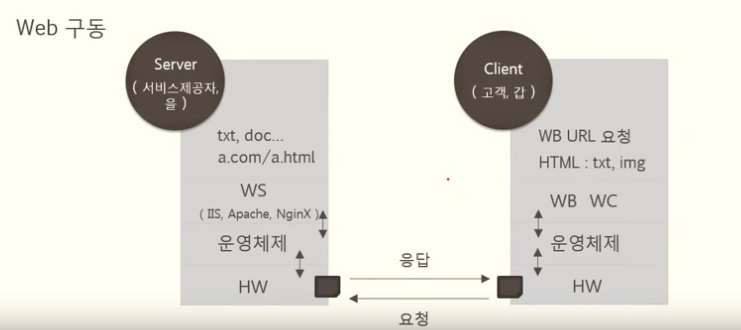 Web 구동
Server
( 서비스제공자,
을 )
txt, doc...
a.com/a.html
WS
( IIS, Apache, NginX )
운영체제
HW
Client
( 고객, 갑 )
WB URL 요청
HTML : txt, img
WB WC
운영체제
HW
응답
요청